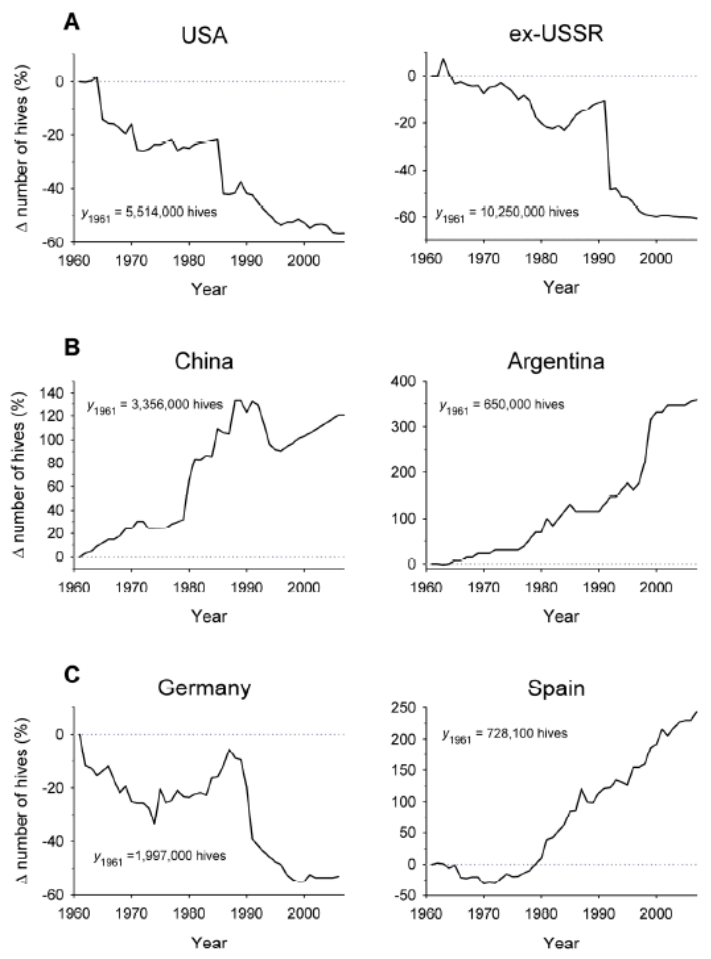 A
USA
Δ number of hives (%)
0
-20
-40
-60
y1961 = 5,514,000 hives
1960 1970 1980 1990 2000
Year
ex-USSR
0
-20
-40
-60
y1961 = 10,250,000 hives
1960 1970 1980 1990 2000
Year
B
China
Δ number of hives (%)
140
120
100
80
60
40
20
0
y1961 = 3,356,000 hives
1960 1970 1980 1990 2000
Year
Argentina
400
300
200
100
0
y1961 = 650,000 hives
1960 1970 1980 1990 2000
Year
C
Germany
Δ number of hives (%)
0
-20
-40
-60
y1961 =1,997,000 hives
1960 1970 1980 1990 2000
Year
Spain
250
200
150
100
50
0
-50
y1961 = 728,100 hives
1960 1970 1980 1990 2000
Year